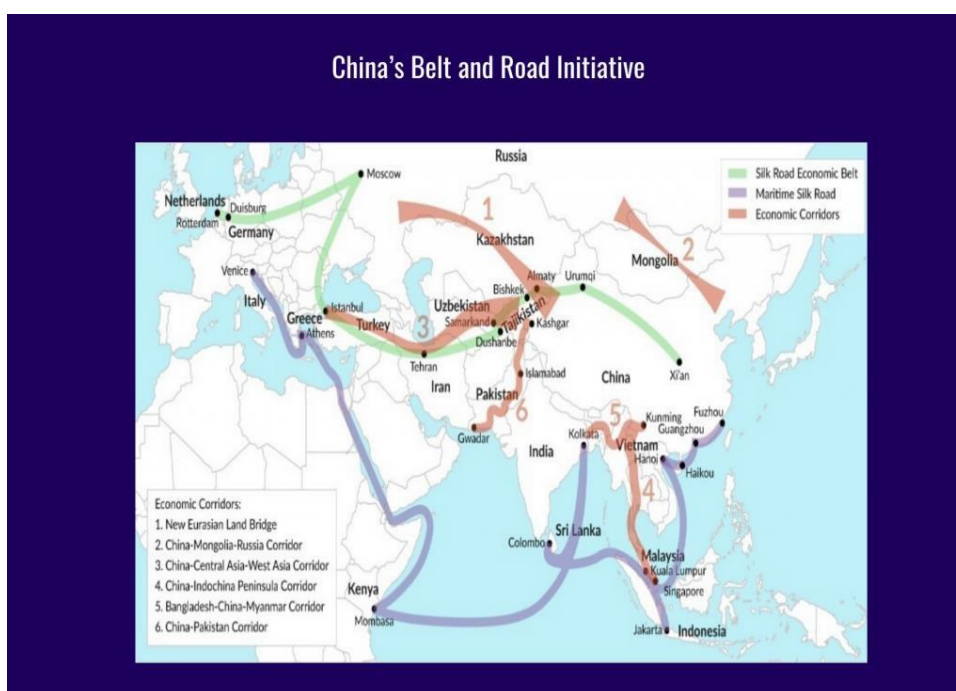 China's Belt and Road Initiative
Russia
Silk Road Economic Belt
Maritime Silk Road
Economic Corridors
Moscow
Netherlands
Duisburg
Rotterdam
Germany
1
Kazakhstan
2
Mongolia
Venice
Italy
Almaty
Urumqi
Bishkek
Greece
Istanbul
Athens
Turkey
3
Uzbekistan
Samarkand
Tajikistan
Kashgar
Dushanbe
Tehran
Iran
Islamabad
Pakistan
6
China
Xi'an
Gwadar
India
Kolkata
5
Kunming
Fuzhou
Guangzhou
Vietnam
Hanoi
Haikou
4
Economic Corridors:
1. New Eurasian Land Bridge
2. China-Mongolia-Russia Corridor
3. China-Central Asia-West Asia Corridor
4. China-Indochina Peninsula Corridor
5. Bangladesh-China-Myanmar Corridor
6. China-Pakistan Corridor
Sri Lanka
Colombo
Malaysia
Kuala Lumpur
Singapore
Kenya
Mombasa
Jakarta
Indonesia